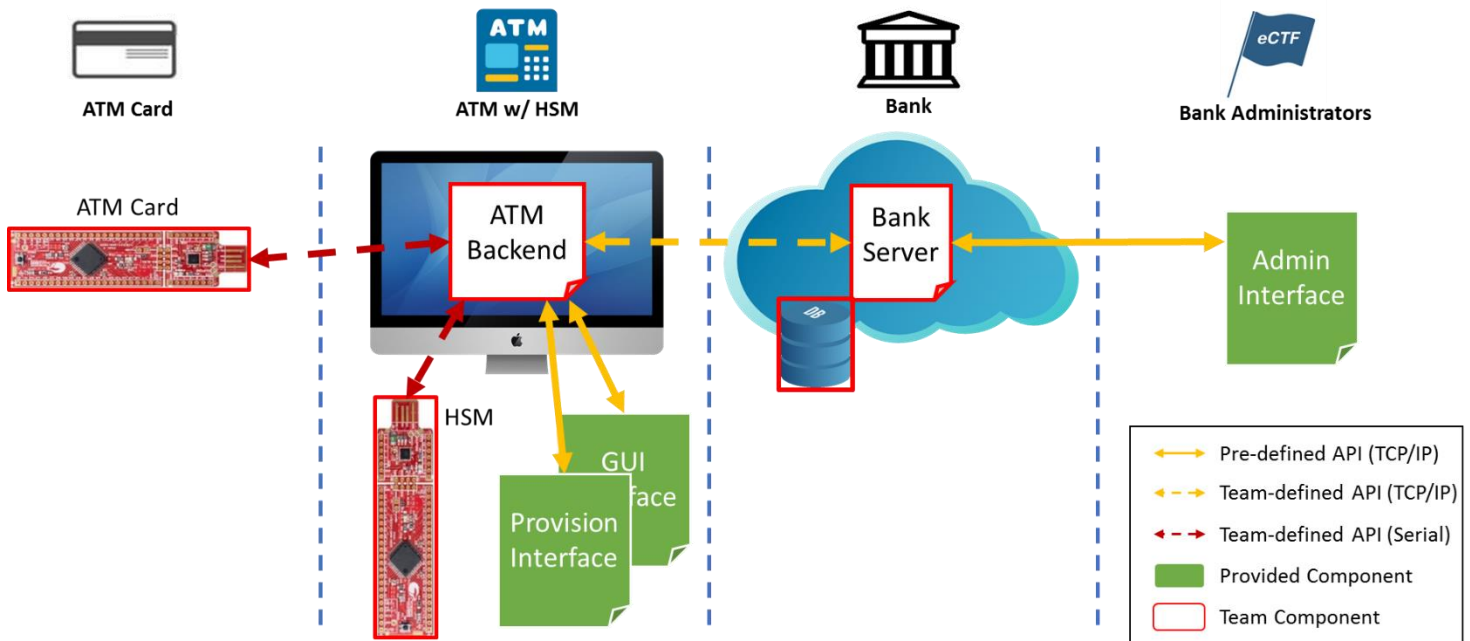 ATM
eCTF
ATM Card
ATM w/ HSM
Bank
Bank Administrators
ATM Card
ATM
Backend
Bank
Server
Admin
Interface
DB
HSM
GUI
face
Provision
Interface
Pre-defined API (TCP/IP)
Team-defined API (TCP/IP)
Team-defined API (Serial)
Provided Component
Team Component